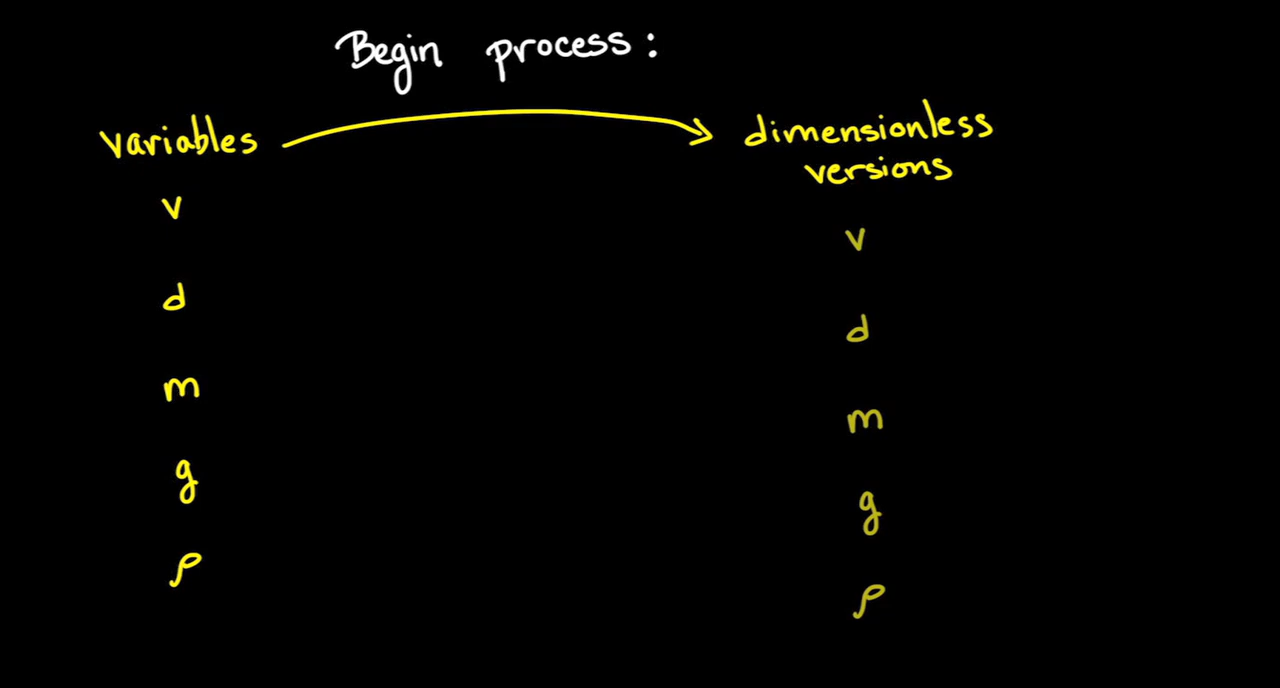 Begin process:
variables
dimensionless
versions
v
v
d
d
m
m
g
g
ρ
ρ